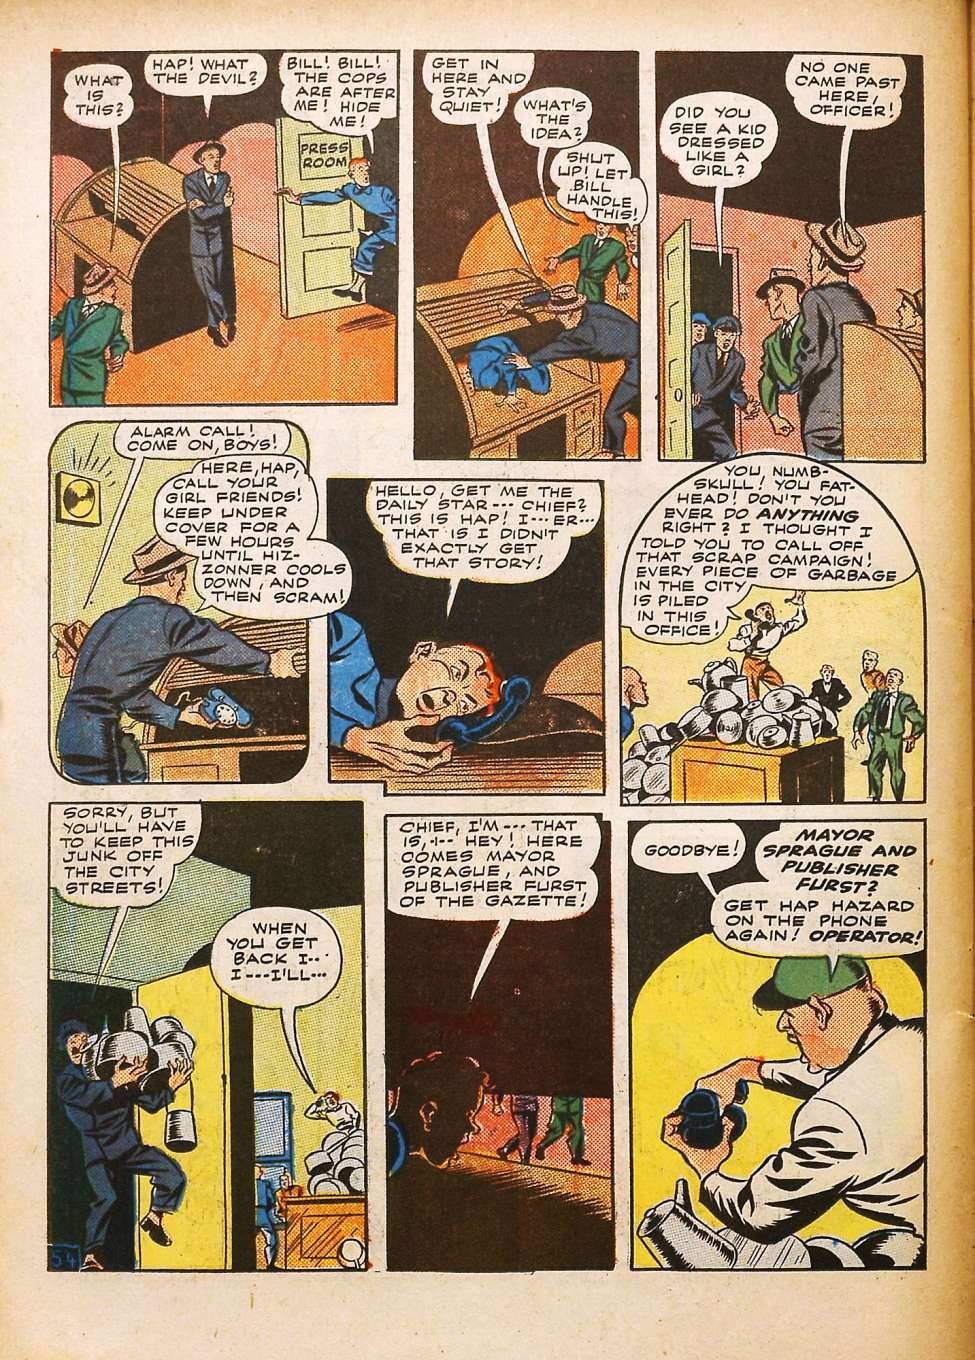 WHAT
IS
THIS?
HAP! WHAT
THE DEVIL?
BILL! BILL!
THE COPS
ARE AFTER
ME! HIDE
ME!
PRESS
ROOM
GET IN
HERE AND
STAY
QUIET!
WHAT'S
THE
IDEA?
SHUT
UP! LET
BILL
HANDLE
THIS!
DID YOU
SEE A KID
DRESSED
LIKE A
GIRL?
NO ONE
CAME PAST
HERE,
OFFICER!
ALARM CALL!
COME ON, BOYS!
HERE, HAP,
CALL YOUR
GIRL FRIENDS!
KEEP UNDER
COVER FOR A
FEW HOURS
UNTIL HIZ-
ZONNER COOLS
DOWN, AND
THEN SCRAM!
HELLO, GET ME THE
DAILY STAR --- CHIEF?
THIS IS HAP! I --- ER ---
THAT IS I DIDN'T
EXACTLY GET
THAT STORY!
YOU NUMB-
SKULL! YOU FAT-
HEAD! DON'T YOU
EVER DO ANYTHING
RIGHT? I THOUGHT I
TOLD YOU TO CALL OFF
THAT SCRAP CAMPAIGN!
EVERY PIECE OF GARBAGE
IN THE CITY
IS PILED
IN THIS
OFFICE!
SORRY, BUT
YOU'LL HAVE
TO KEEP THIS
JUNK OFF
THE CITY
STREETS!
WHEN
YOU GET
BACK I--
I---I'LL---
54
CHIEF, I'M --- THAT
IS, I-- HEY! HERE
COMES MAYOR
SPRAGUE, AND
PUBLISHER FURST
OF THE GAZETTE!
GOODBYE!
MAYOR
SPRAGUE AND
PUBLISHER
FURST?
GET HAP HAZARD
ON THE PHONE
AGAIN! OPERATOR!